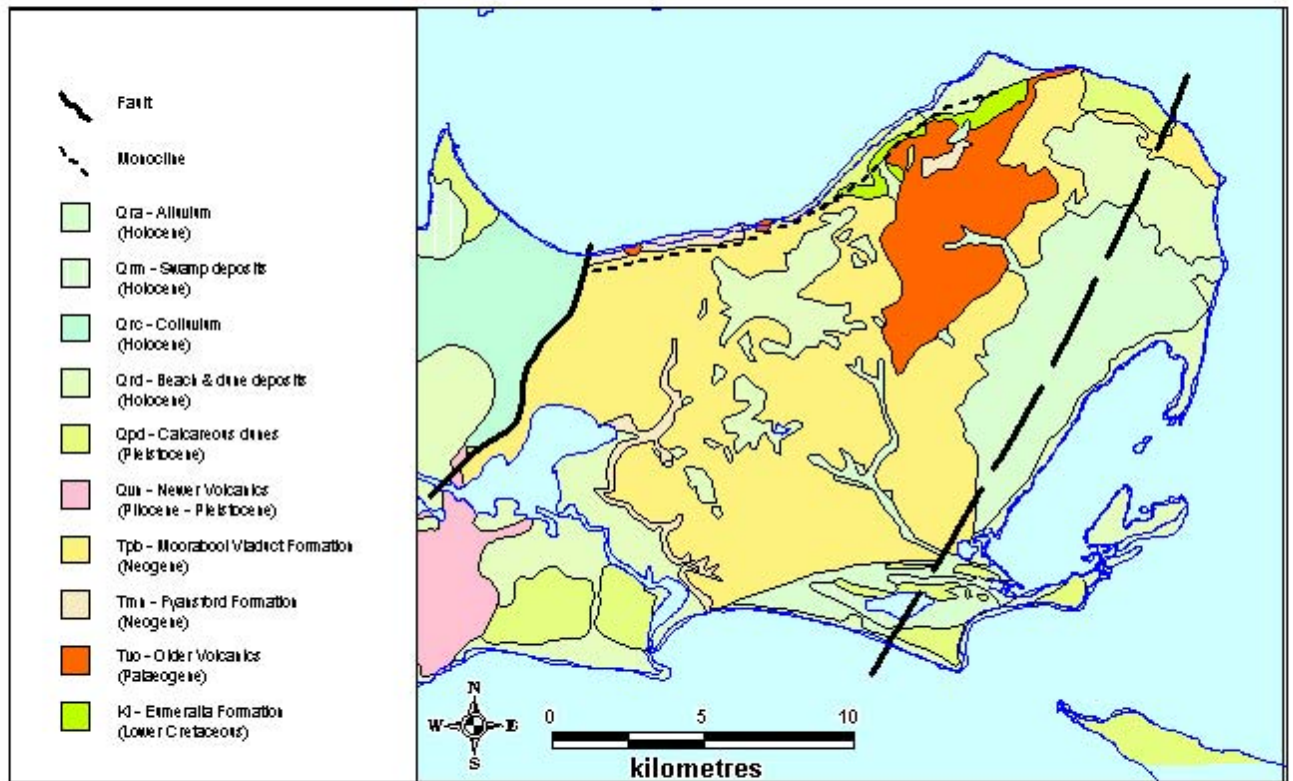 Fault
Monocline
Qra - Alluvium
(Holocene)
Qrm - Swamp deposits
(Holocene)
Qrc - Colluvium
(Holocene)
Qrd - Beach & dune deposits
(Holocene)
Qpd - Calcareous dunes
(Pleistocene)
Qvn - Newer Volcanics
(Pliocene - Pleistocene)
Tpb - Moorabool Viaduct Formation
(Neogene)
Tmn - Fyansford Formation
(Neogene)
Tvo - Older Volcanics
(Palaeogene)
Kl - Eumeralla Formation
(Lower Cretaceous)
N
W E
S
0 5 10
kilometres